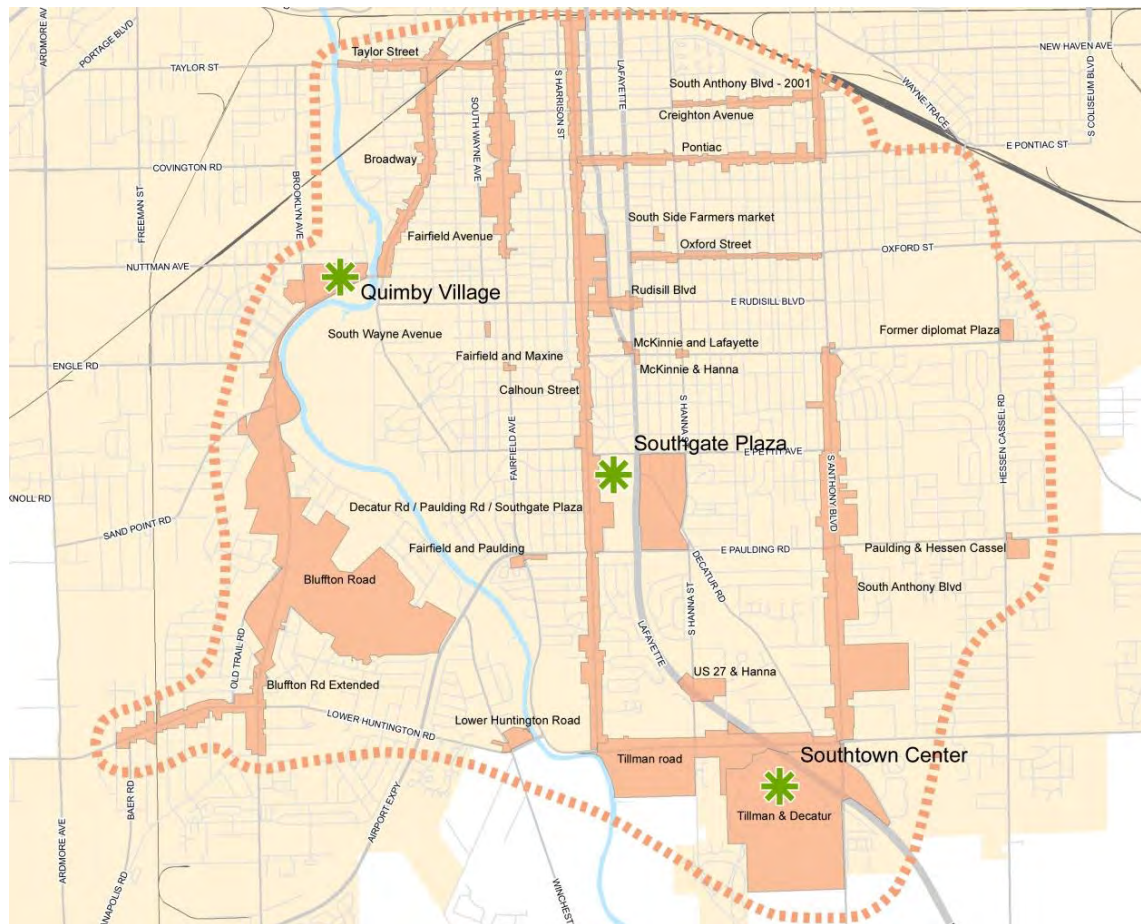 ARDMORE AV
PORTAGE BLVD
Taylor Street
TAYLOR ST
S HARRISON ST
LAFAYETTE
NEW HAVEN AVE
WAYNE TRACE
S COLISEUM BLVD
South Anthony Blvd - 2001
Creighton Avenue
SOUTH WAYNE AVE
Broadway
Pontiac
E PONTIAC ST
COVINGTON RD
FREEMAN ST
BROOKLYN AVE
South Side Farmers market
Fairfield Avenue
Oxford Street
OXFORD ST
NUTTMAN AVE
Quimby Village
Rudisill Blvd
E RUDISILL BLVD
South Wayne Avenue
Former diplomat Plaza
McKinnie and Lafayette
Fairfield and Maxine
McKinnie & Hanna
ENGLE RD
Calhoun Street
S HANNA ST
HESSEN CASSEL RD
FAIRFIELD AVE
Southgate Plaza
E PETTIT AVE
S ANTHONY BLVD
KNOLL RD
SAND POINT RD
Decatur Rd / Paulding Rd / Southgate Plaza
Fairfield and Paulding
E PAULDING RD
Paulding & Hessen Cassel
DECATUR RD
Bluffton Road
South Anthony Blvd
S HANNA ST
LAFAYETTE
OLD TRAIL RD
US 27 & Hanna
Bluffton Rd Extended
LOWER HUNTINGTON RD
Lower Huntington Road
Tillman road
Southtown Center
Tillman & Decatur
BAER RD
AIRPORT EXPY
ARDMORE AVE
ANAPOLIS RD
WINCHEST